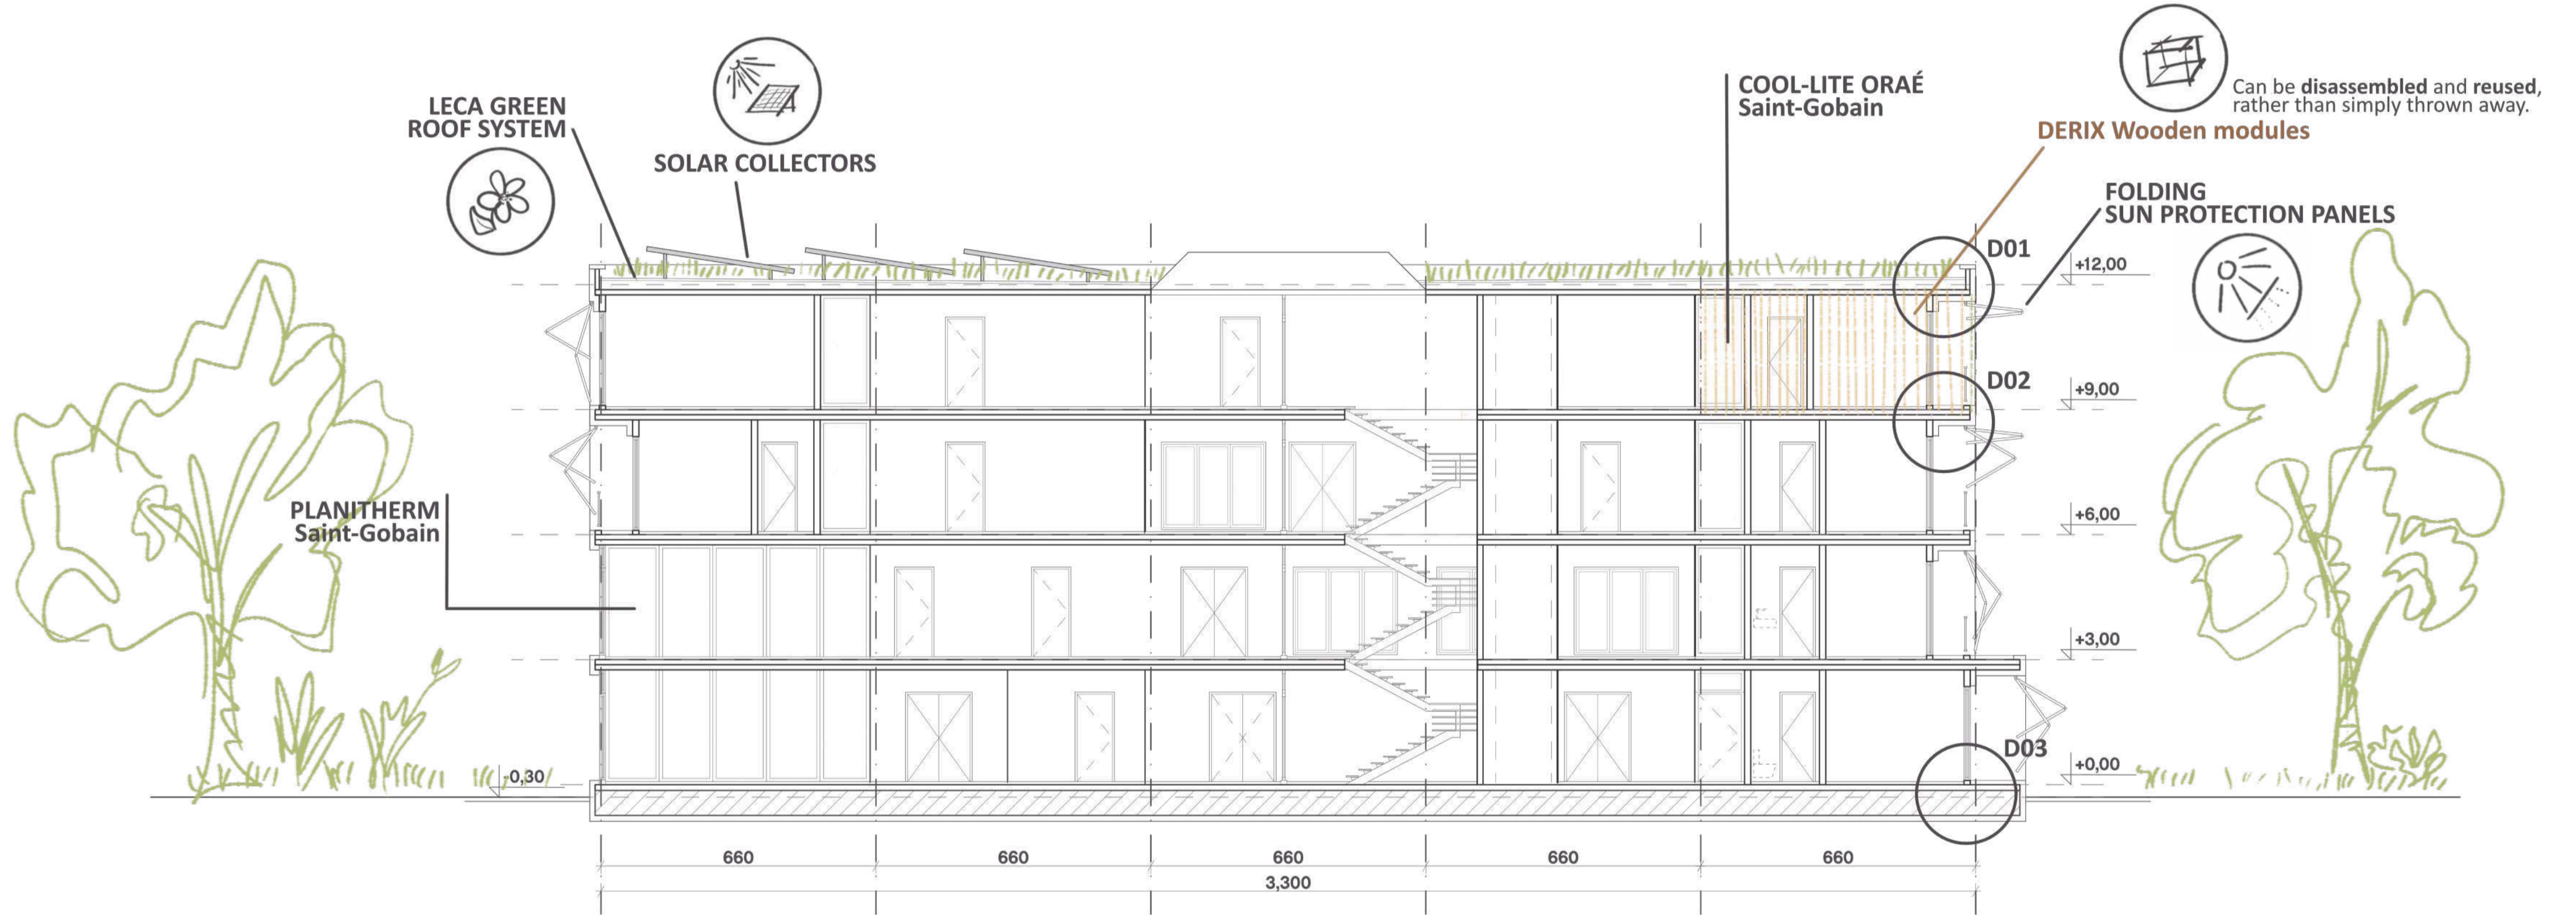 LECA GREEN
ROOF SYSTEM
SOLAR COLLECTORS
COOL-LITE ORAÉ
Saint-Gobain
Can be disassembled and reused,
rather than simply thrown away.
DERIX Wooden modules
FOLDING
SUN PROTECTION PANELS
D01
+12,00
D02
+9,00
PLANITHERM
Saint-Gobain
+6,00
+3,00
D03
+0,00
-0,30
660
660
660
660
660
3,300